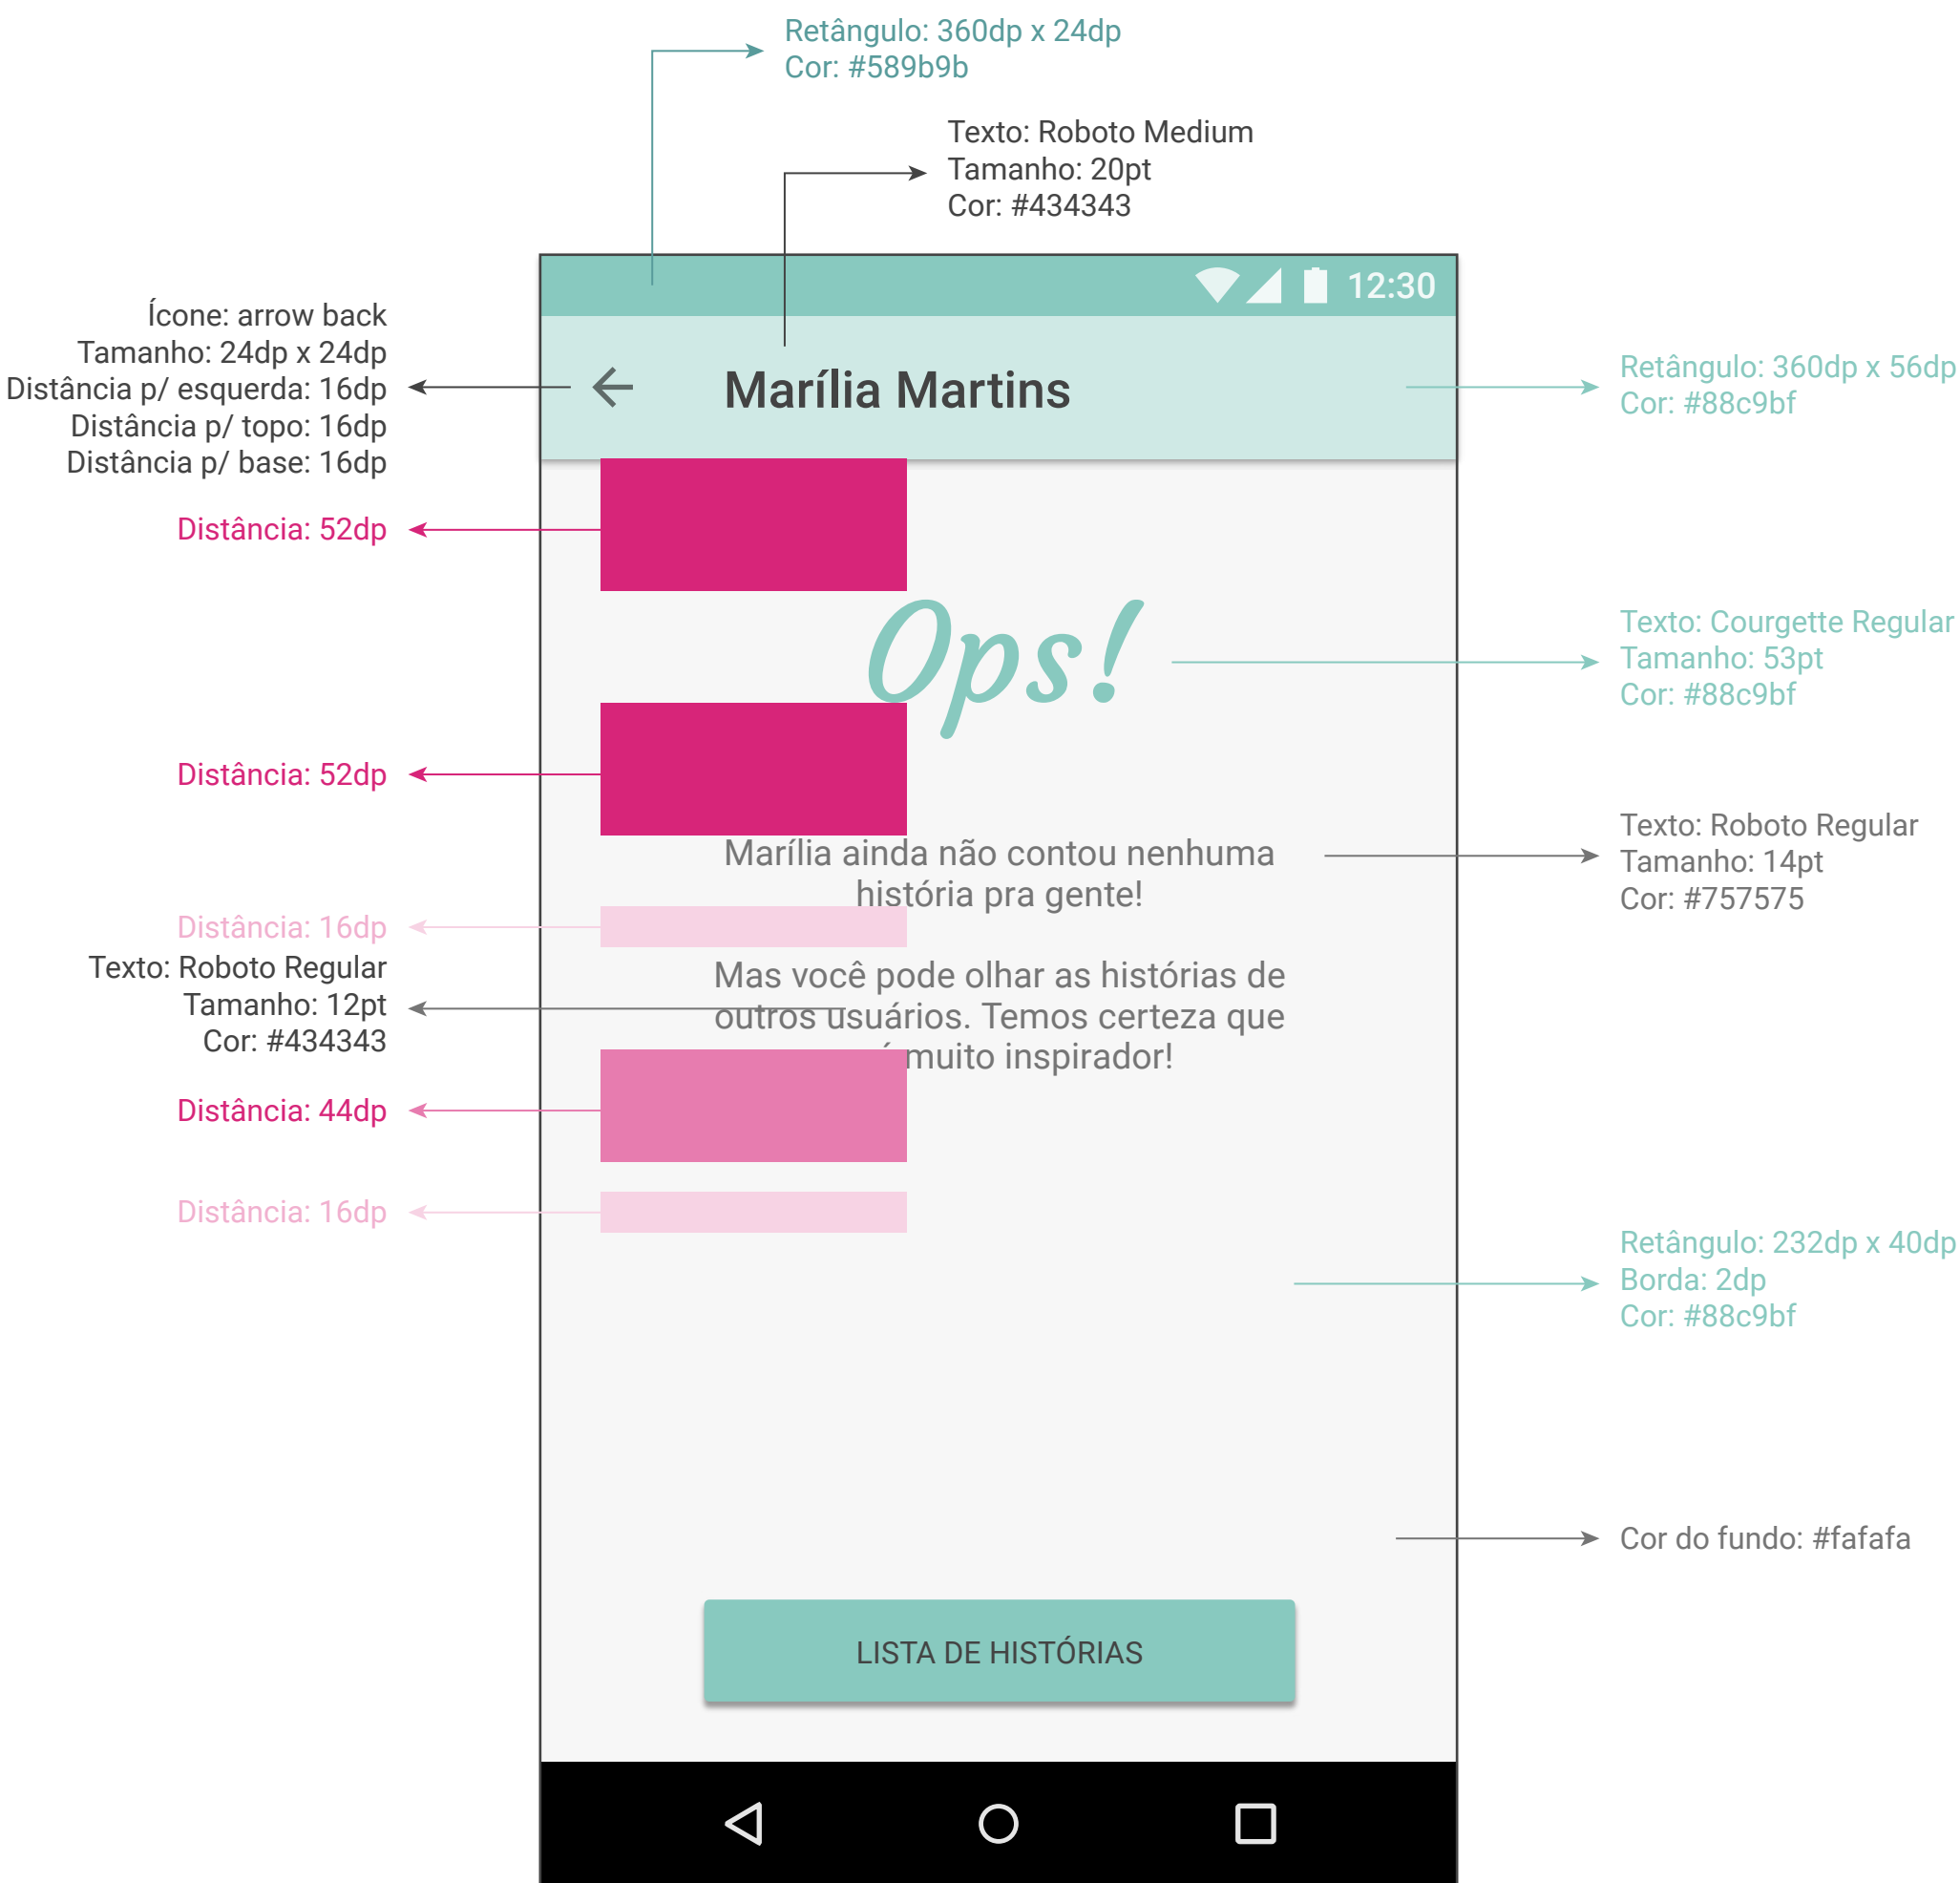 Retângulo: 360dp x 24dp
Cor: #589b9b
Texto: Roboto Medium
Tamanho: 20pt
Cor: #434343
12:30
Ícone: arrow back
Tamanho: 24dp x 24dp
Distância p/ esquerda: 16dp
Distância p/ topo: 16dp
Distância p/ base: 16dp
Marília Martins
Retângulo: 360dp x 56dp
Cor: #88c9bf
Distância: 52dp
Ops!
Texto: Courgette Regular
Tamanho: 53pt
Cor: #88c9bf
Distância: 52dp
Marília ainda não contou nenhuma
história pra gente!
Texto: Roboto Regular
Tamanho: 14pt
Cor: #757575
Distância: 16dp
Texto: Roboto Regular
Tamanho: 12pt
Cor: #434343
Mas você pode olhar as histórias de
outros usuários. Temos certeza que
muito inspirador!
Distância: 44dp
Distância: 16dp
Retângulo: 232dp x 40dp
Borda: 2dp
Cor: #88c9bf
Cor do fundo: #fafafa
LISTA DE HISTÓRIAS